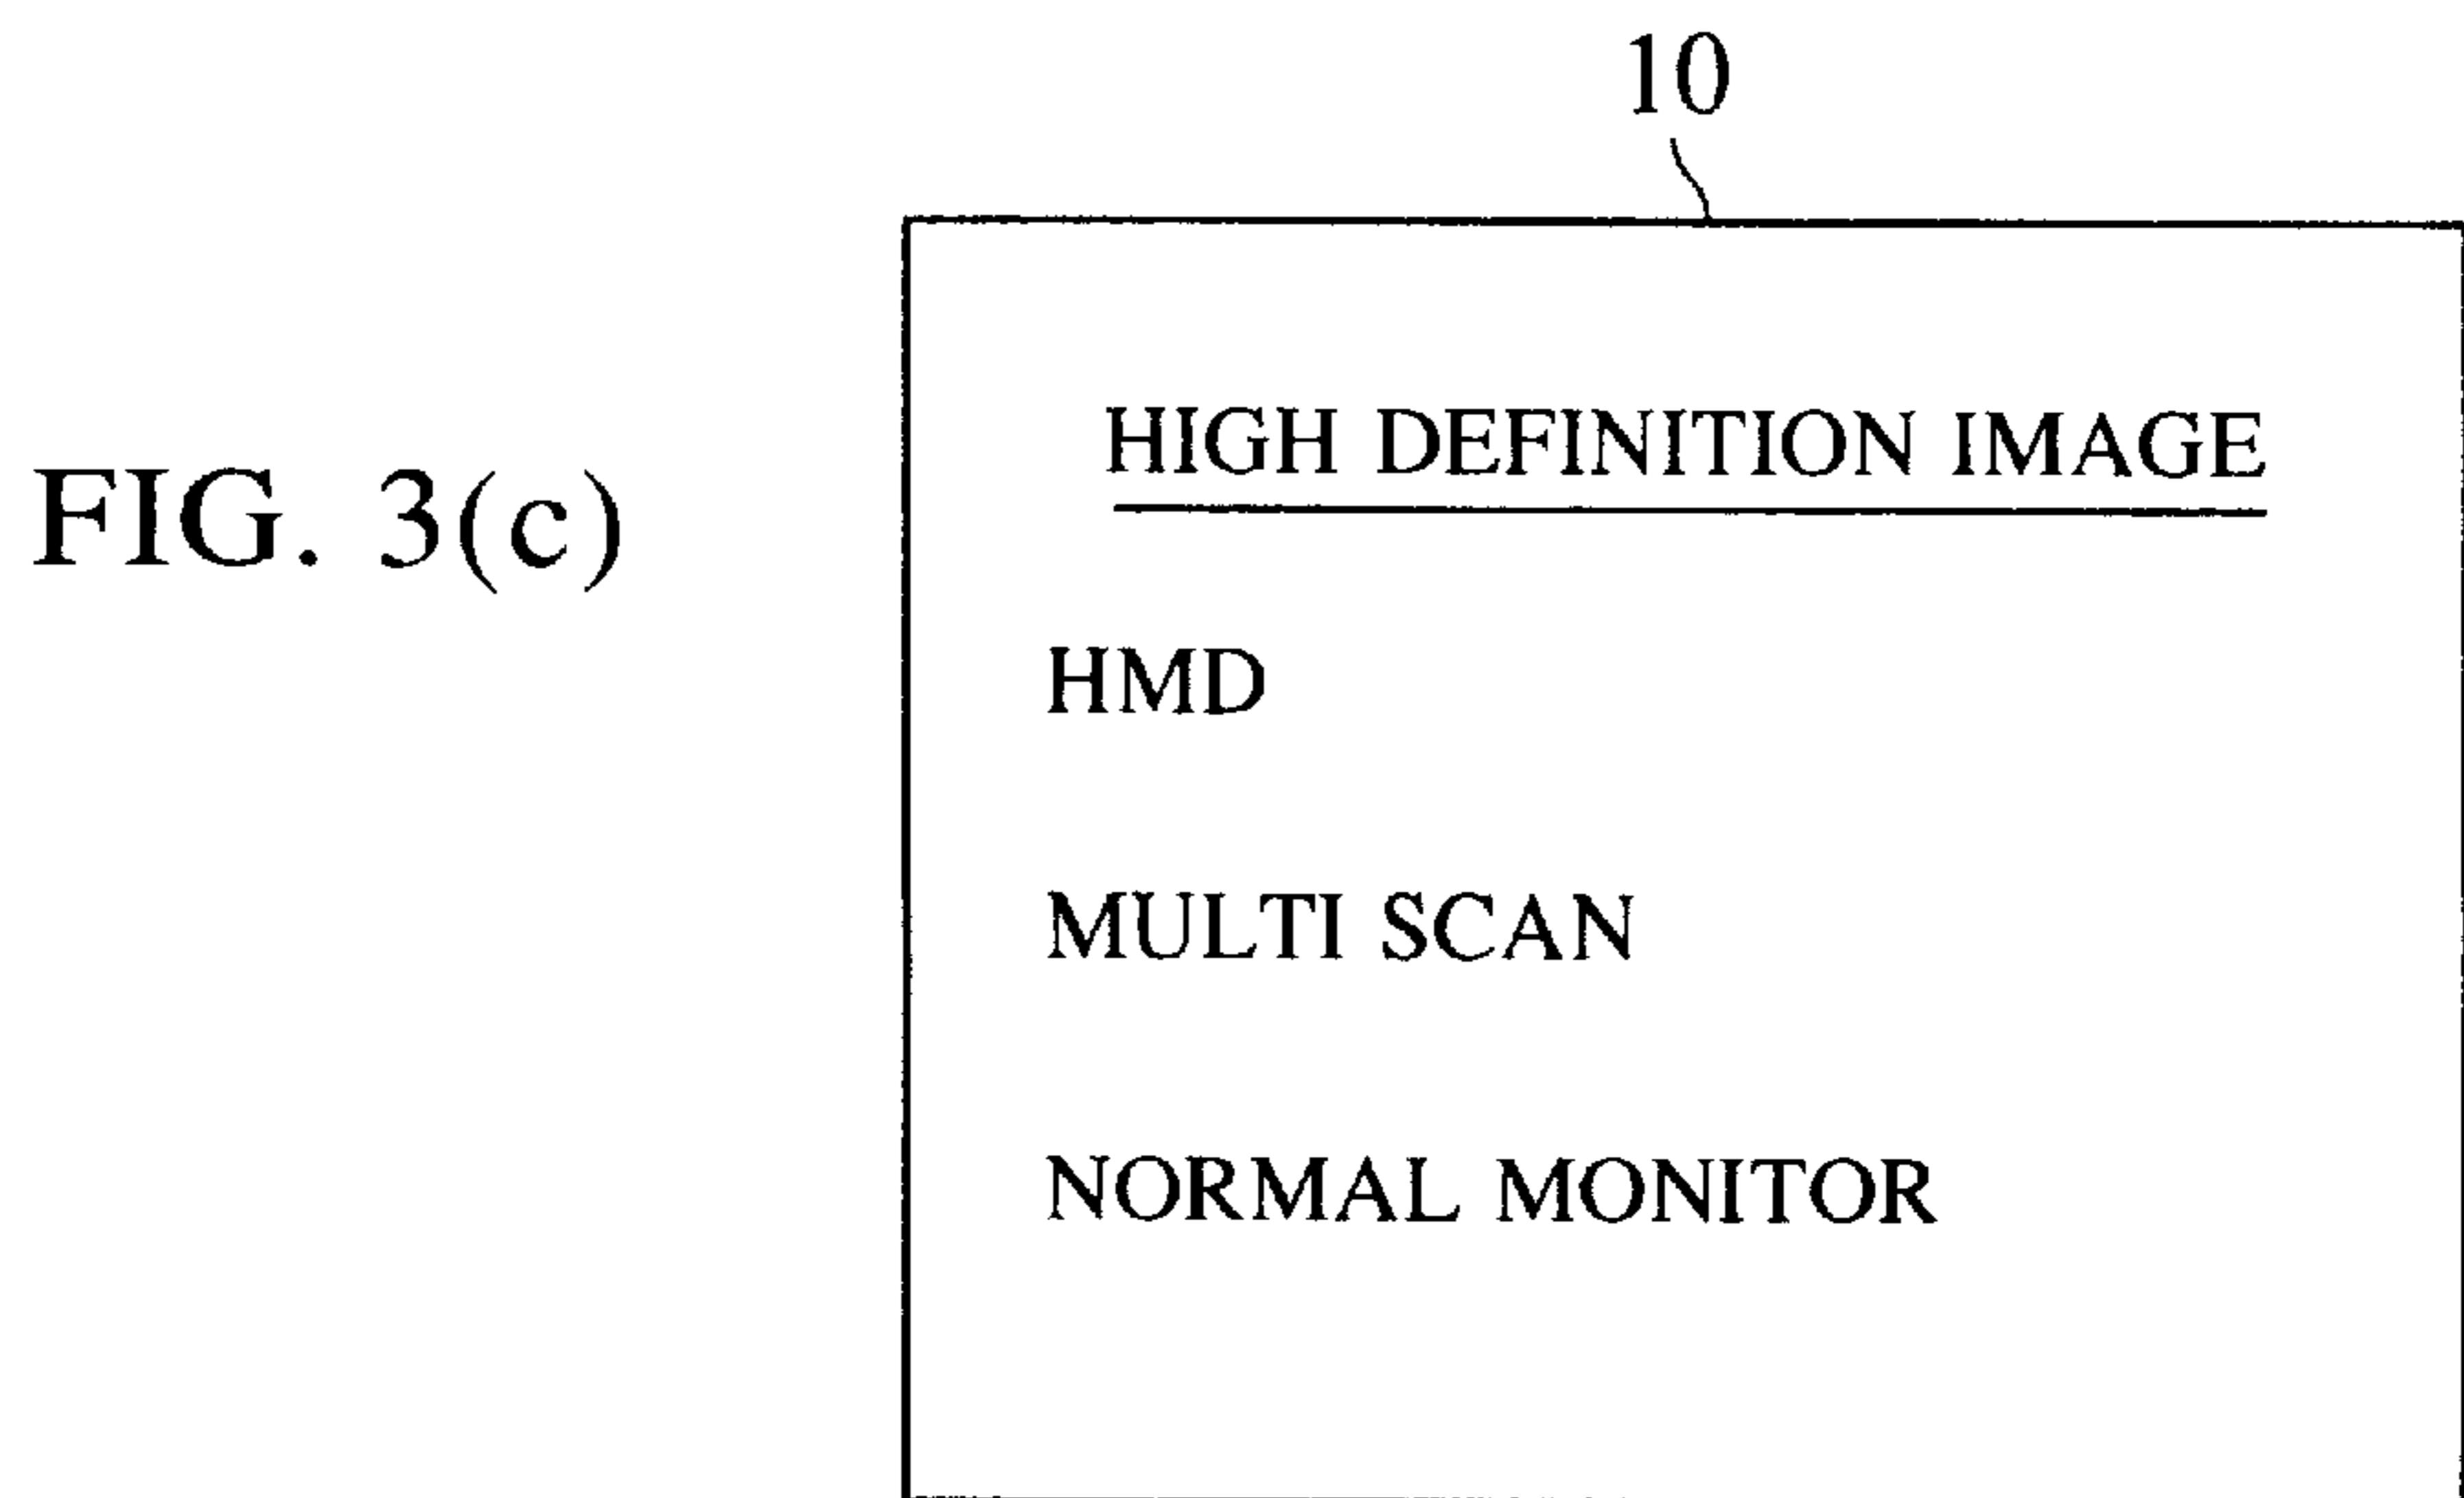 10
HIGH DEFINITION IMAGE
FIG. 3(c)
HMD
MULTI SCAN
NORMAL MONITOR